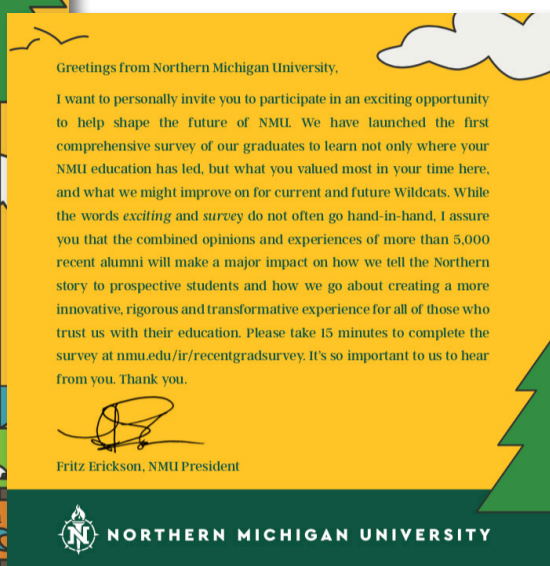 Greetings from Northern Michigan University,
I want to personally invite you to participate in an exciting opportunity
to help shape the future of NMU. We have launched the first
comprehensive survey of our graduates to learn not only where your
NMU education has led, but what you valued most in your time here,
and what we might improve on for current and future Wildcats. While
the words exciting and survey do not often go hand-in-hand, I assure
you that the combined opinions and experiences of more than 5,000
recent alumni will make a major impact on how we tell the Northern
story to prospective students and how we go about creating a more
innovative, rigorous and transformative experience for all of those who
trust us with their education. Please take 15 minutes to complete the
survey at nmu.edu/ir/recentgradsurvey. It's so important to us to hear
from you. Thank you.
Fritz Erickson, NMU President
N NORTHERN MICHIGAN UNIVERSITY